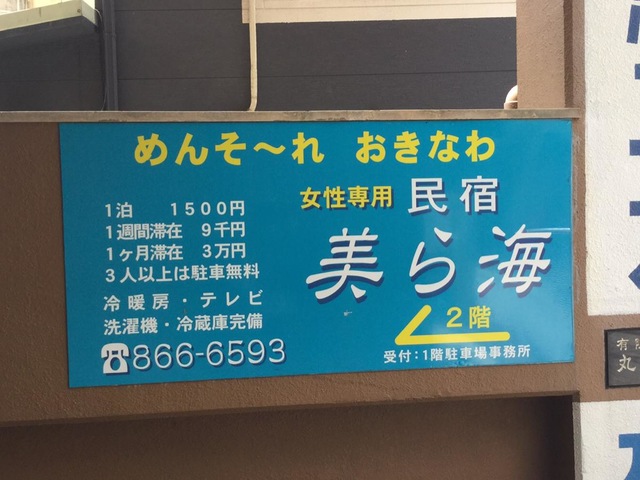 めんそ〜れ おきなわ
女性専用 民宿
美ら海
2階
受付:1階駐車場事務所
1泊 1500円
1週間滞在 9千円
1ヶ月滞在 3万円
3人以上は駐車無料
冷暖房・テレビ
洗濯機・冷蔵庫完備
☎866-6593
有限
丸